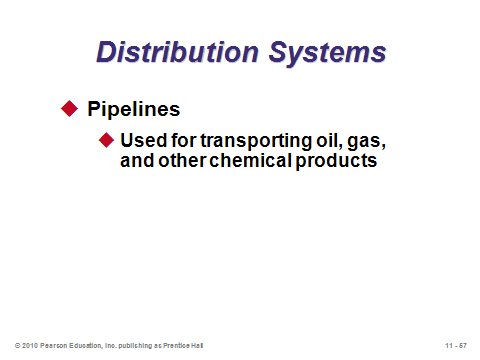 Distribution Systems
Pipelines
Used for transporting oil, gas,
and other chemical products
© 2010 Pearson Education, Inc. publishing as Prentice Hall
11 - 57